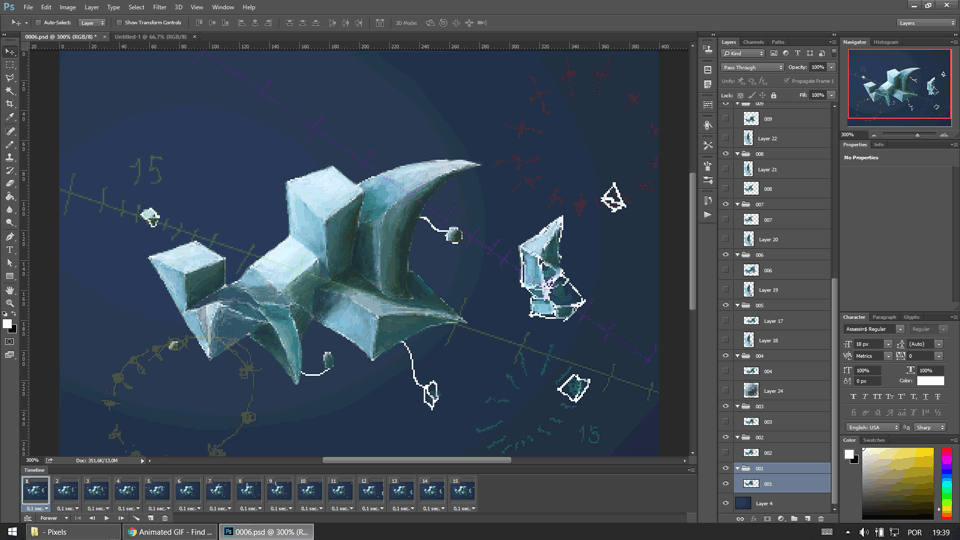 Ps File Edit Image Layer Type Select Filter 3D View Window Help
Auto-Select: Layer Show Transform Controls 3D Mode: Layers
0006.psd @ 300% (RGB/8) * × Untitled-1 @ 66,7% (RGB/8) ×
15
15
300% Doc: 351,6K/13,0M
Timeline
1 2 3 4 5 6 7 8 9 10 11 12 13 14 15
0,1 sec. 0,1 sec. 0,1 sec. 0,1 sec. 0,1 sec. 0,1 sec. 0,1 sec. 0,1 sec. 0,1 sec. 0,1 sec. 0,1 sec. 0,1 sec. 0,1 sec. 0,1 sec. 0,1 sec.
Forever
Layers Channels Paths
Kind
Pass Through Opacity: 100%
Unify: Propagate Frame 1
Lock: Fill: 100%
009
009
Layer 22
008
Layer 21
008
007
007
Layer 20
006
006
Layer 19
005
Layer 17
Layer 18
004
004
Layer 24
003
003
002
002
001
001
Layer 4
Navigator Histogram
300%
Properties Info
No Properties
Character Paragraph Glyphs
Assassin$ Regular Regular
18 px (Auto)
Metrics 0
100% 100%
0 px Color:
English: USA Sharp
Color Swatches
- Pixels Animated GIF - Find ... 0006.psd @ 300% (R... POR 19:39